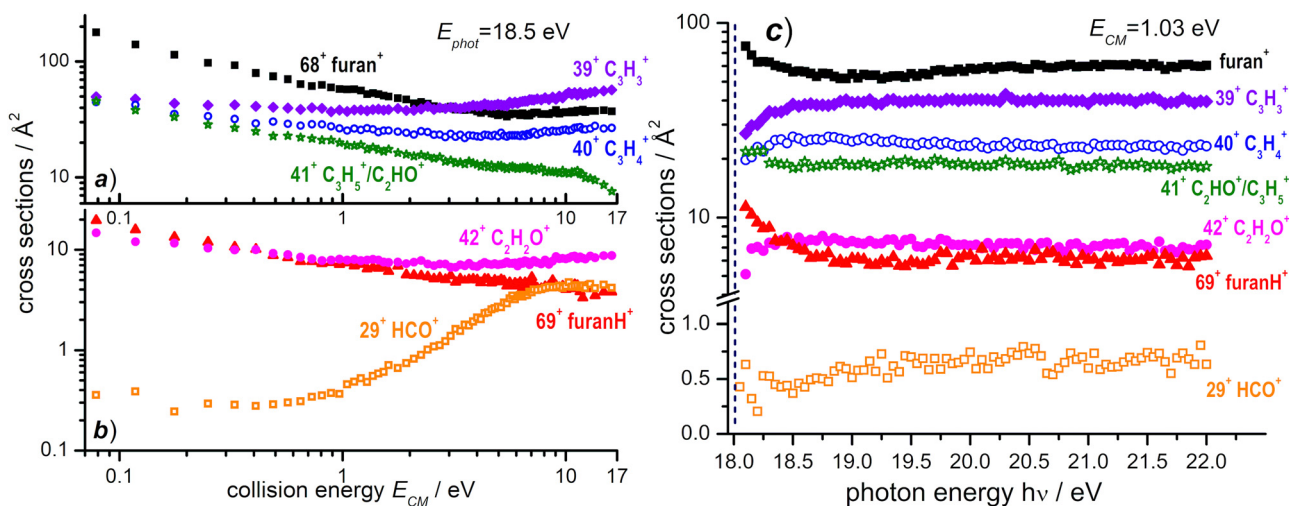 E_phot=18.5 eV
68⁺ furan⁺
39⁺ C₃H₃⁺
40⁺ C₃H₄⁺
41⁺ C₃H₅⁺/C₂HO⁺
a)
100
10
cross sections / Å²
0.1
1
10
17
42⁺ C₂H₂O⁺
29⁺ HCO⁺
69⁺ furanH⁺
b)
10
1
0.1
0.1
1
10
17
collision energy E_CM / eV
c)
E_CM=1.03 eV
furan⁺
39⁺ C₃H₃⁺
40⁺ C₃H₄⁺
41⁺ C₂HO⁺/C₃H₅⁺
42⁺ C₂H₂O⁺
69⁺ furanH⁺
29⁺ HCO⁺
100
10
1.0
0.5
0.0
cross sections / Å²
18.0 18.5 19.0 19.5 20.0 20.5 21.0 21.5 22.0
photon energy hν / eV